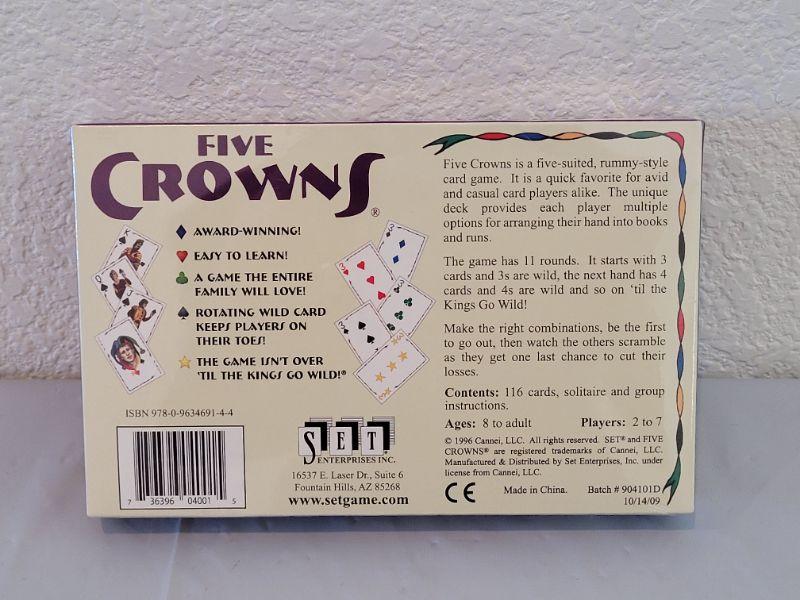 FIVE
CROWNS®
AWARD-WINNING!
EASY TO LEARN!
A GAME THE ENTIRE
FAMILY WILL LOVE!
ROTATING WILD CARD
KEEPS PLAYERS ON
THEIR TOES!
THE GAME ISN'T OVER
'TIL THE KINGS GO WILD!®
ISBN 978-0-9634691-4-4
7 36396 04001 5
SET®
ENTERPRISES INC.
16537 E. Laser Dr., Suite 6
Fountain Hills, AZ 85268
www.setgame.com
Five Crowns is a five-suited, rummy-style
card game. It is a quick favorite for avid
and casual card players alike. The unique
deck provides each player multiple
options for arranging their hand into books
and runs.
The game has 11 rounds. It starts with 3
cards and 3s are wild, the next hand has 4
cards and 4s are wild and so on 'til the
Kings Go Wild!
Make the right combinations, be the first
to go out, then watch the others scramble
as they get one last chance to cut their
losses.
Contents: 116 cards, solitaire and group
instructions.
Ages: 8 to adult Players: 2 to 7
© 1996 Cannei, LLC. All rights reserved. SET® and FIVE
CROWNS® are registered trademarks of Cannei, LLC.
Manufactured & Distributed by Set Enterprises, Inc. under
license from Cannei, LLC.
CE Made in China. Batch # 904101D
10/14/09